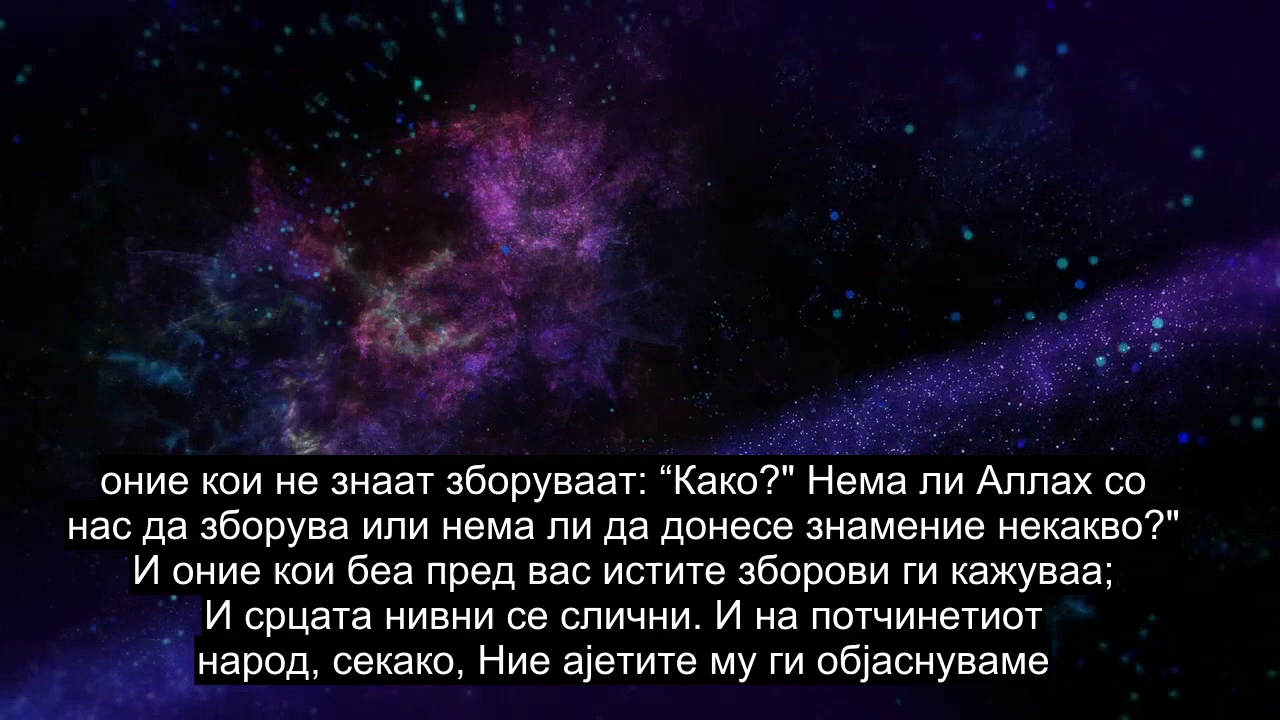 оние кои не знаат зборуваат: “Како?" Нема ли Аллах со
нас да зборува или нема ли да донесе знамение некакво?"
И оние кои беа пред вас истите зборови ги кажуваа;
И срцата нивни се слични. И на потчинетиот
народ, секако, Ние ајетите му ги објаснуваме